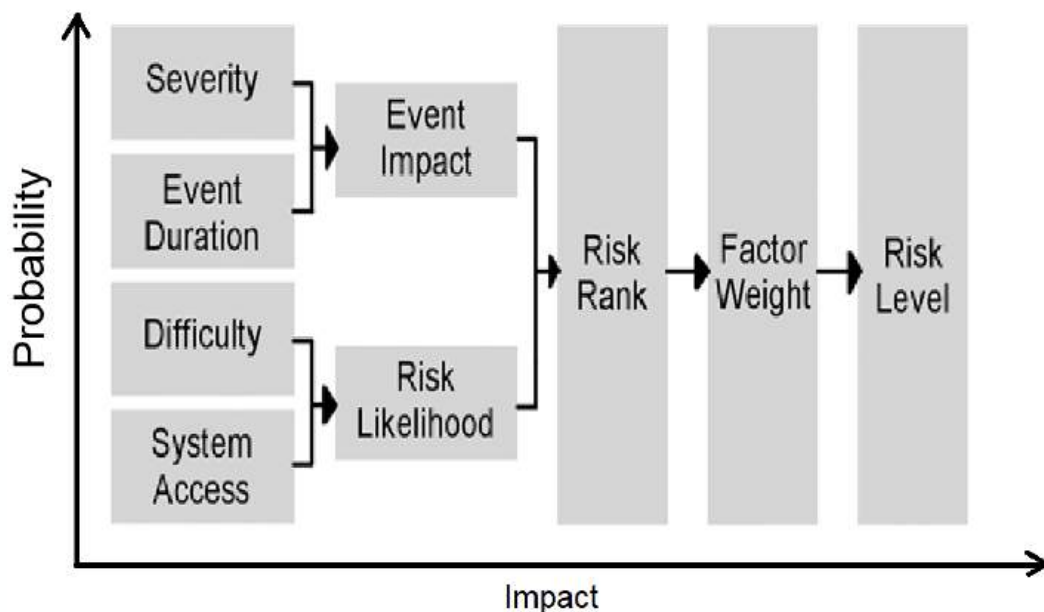 Probability
Severity
Event
Duration
Difficulty
System
Access
Event
Impact
Risk
Likelihood
Risk
Rank
Factor
Weight
Risk
Level
Impact